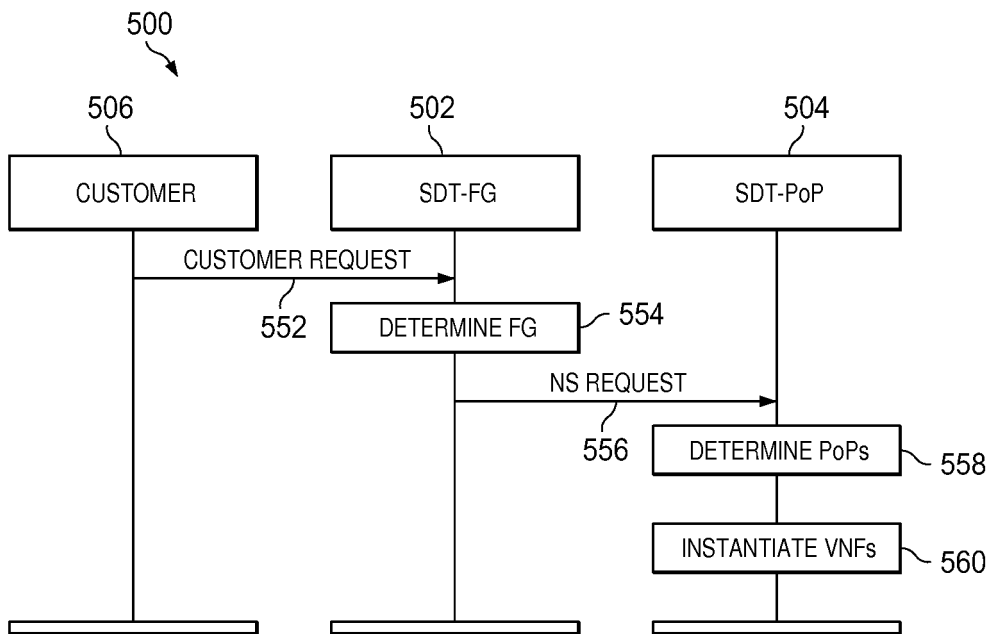 500
506
502
504
CUSTOMER
SDT-FG
SDT-PoP
CUSTOMER REQUEST
552
DETERMINE FG
554
NS REQUEST
556
DETERMINE PoPs
558
INSTANTIATE VNFs
560